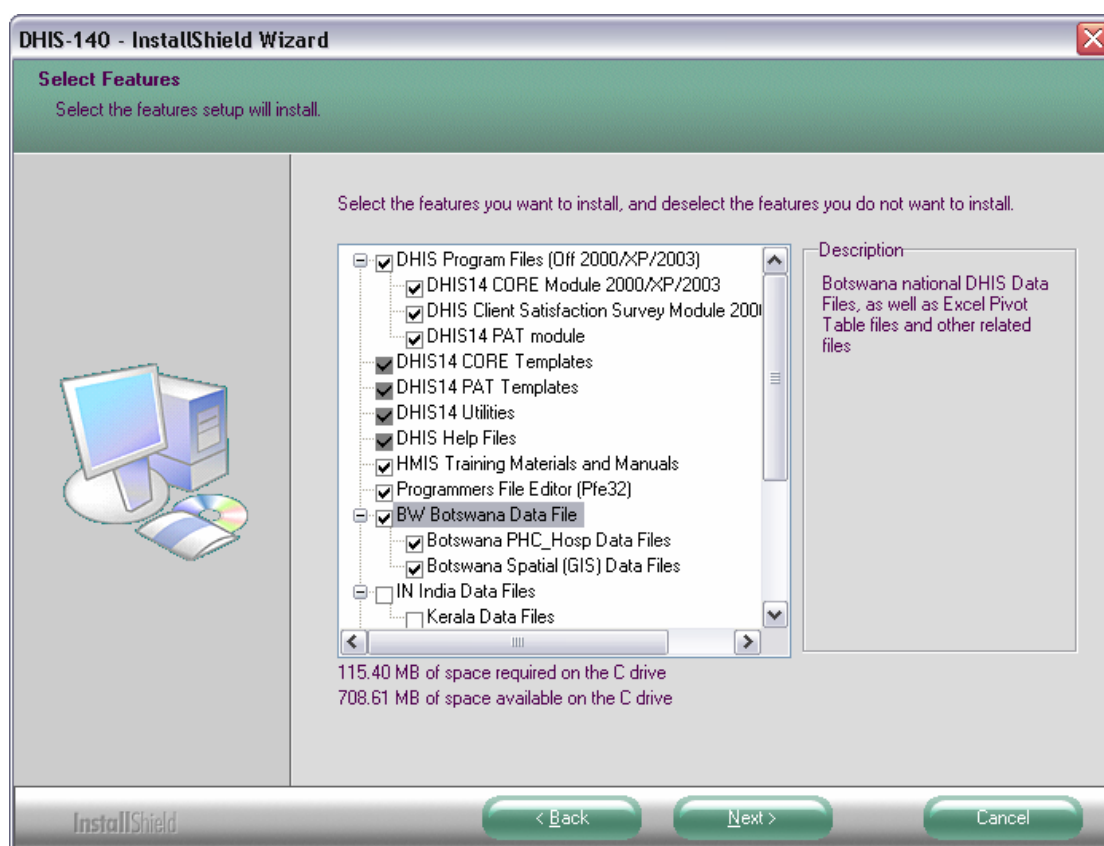 DHIS-140 - InstallShield Wizard
Select Features
Select the features setup will install.
Select the features you want to install, and deselect the features you do not want to install.
DHIS Program Files (Off 2000/XP/2003)
DHIS14 CORE Module 2000/XP/2003
DHIS Client Satisfaction Survey Module 200
DHIS14 PAT module
DHIS14 CORE Templates
DHIS14 PAT Templates
DHIS14 Utilities
DHIS Help Files
HMIS Training Materials and Manuals
Programmers File Editor (Pfe32)
BW Botswana Data File
Botswana PHC_Hosp Data Files
Botswana Spatial (GIS) Data Files
IN India Data Files
Kerala Data Files
Description
Botswana national DHIS Data
Files, as well as Excel Pivot
Table files and other related
files
115.40 MB of space required on the C drive
708.61 MB of space available on the C drive
InstallShield
< Back
Next >
Cancel